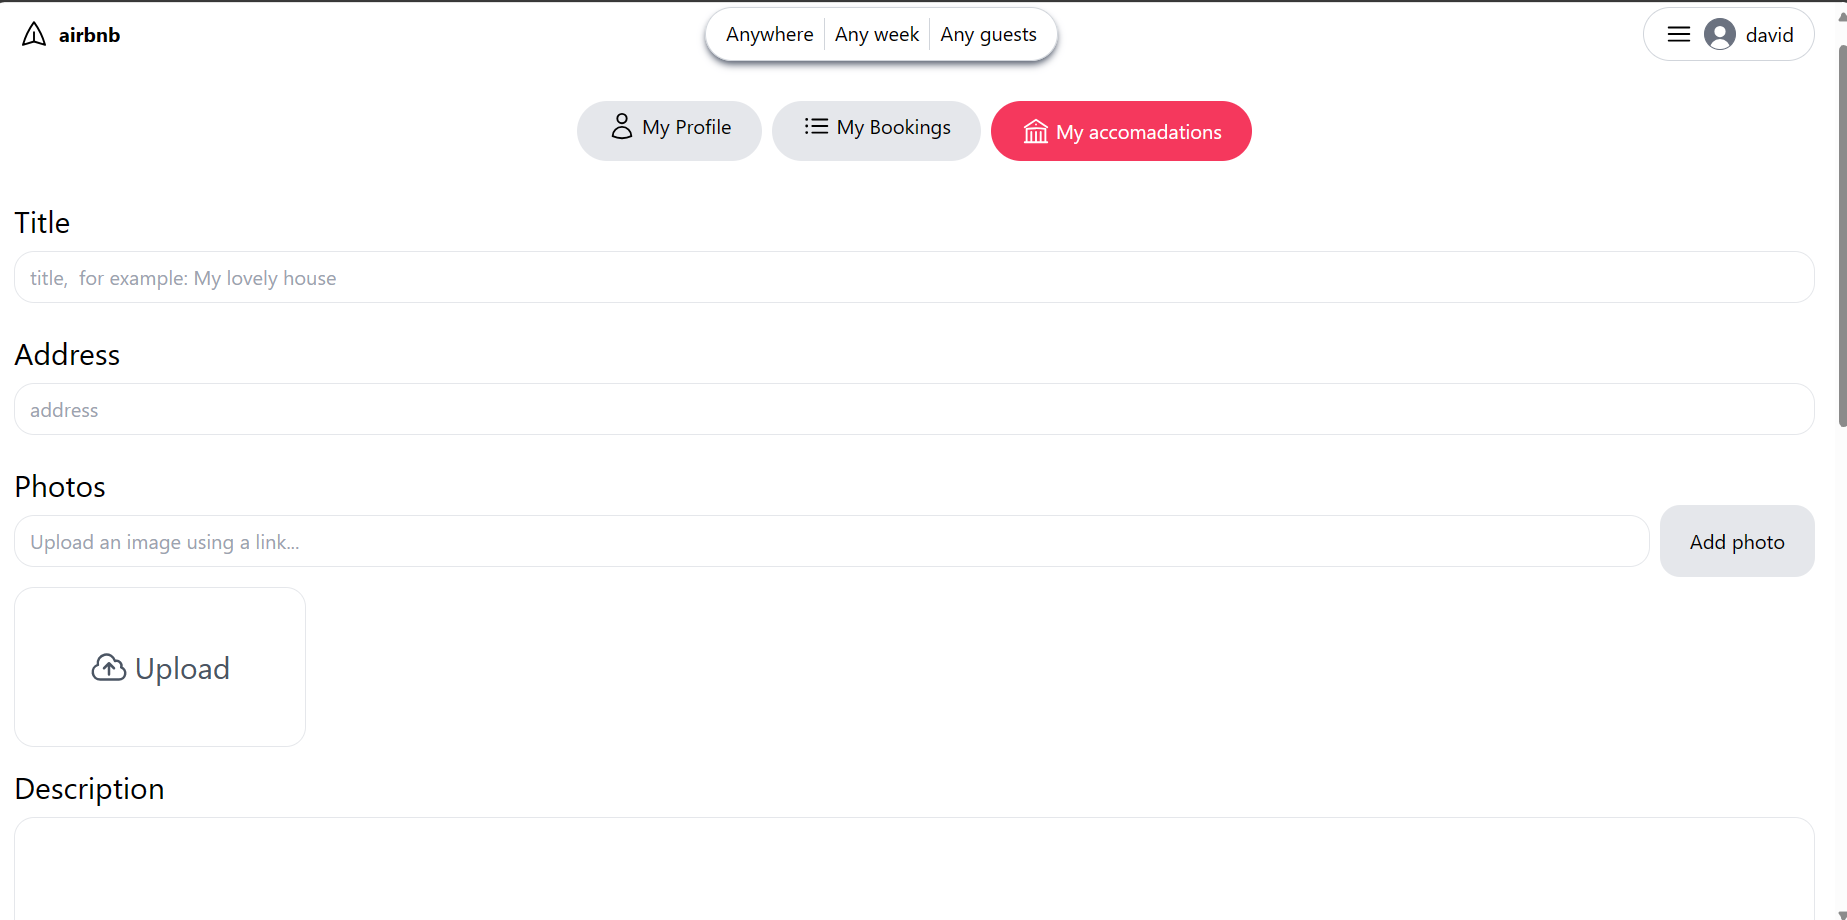 airbnb
Anywhere Any week Any guests
david
My Profile
My Bookings
My accomadations
Title
title,  for example: My lovely house
Address
address
Photos
Upload an image using a link...
Add photo
Upload
Description